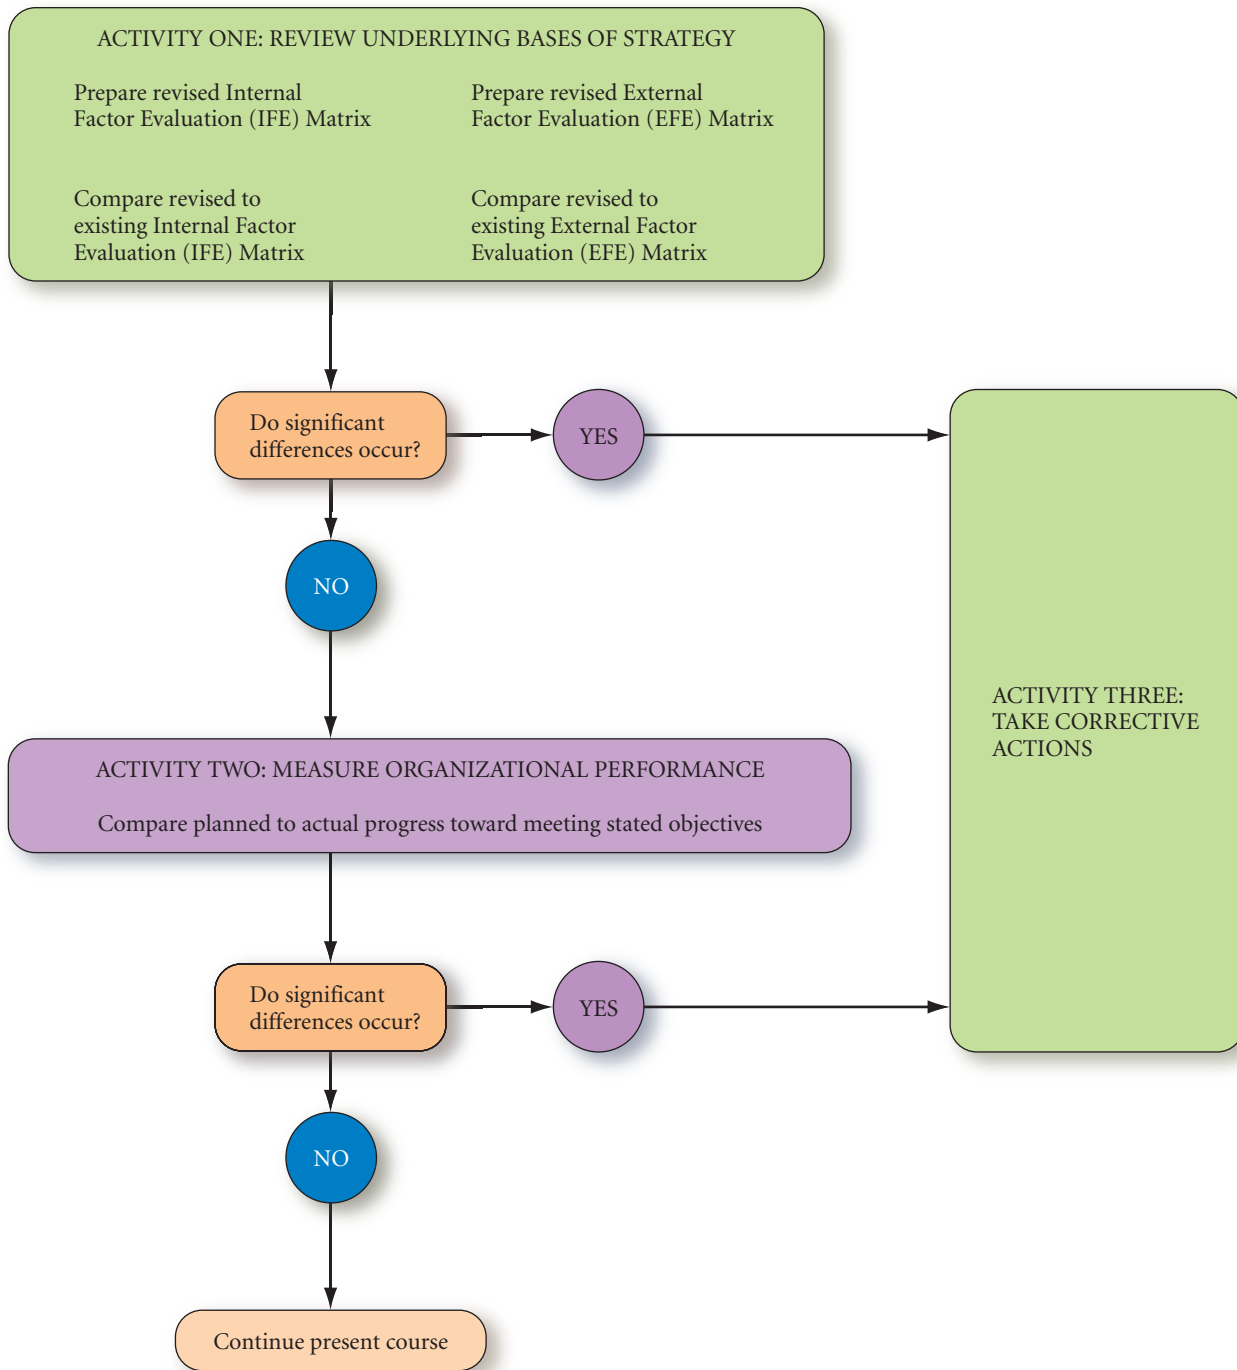 ACTIVITY ONE: REVIEW UNDERLYING BASES OF STRATEGY
Prepare revised Internal
Factor Evaluation (IFE) Matrix
Prepare revised External
Factor Evaluation (EFE) Matrix
Compare revised to
existing Internal Factor
Evaluation (IFE) Matrix
Compare revised to
existing External Factor
Evaluation (EFE) Matrix
Do significant
differences occur?
YES
NO
ACTIVITY THREE:
TAKE CORRECTIVE
ACTIONS
ACTIVITY TWO: MEASURE ORGANIZATIONAL PERFORMANCE
Compare planned to actual progress toward meeting stated objectives
Do significant
differences occur?
YES
NO
Continue present course